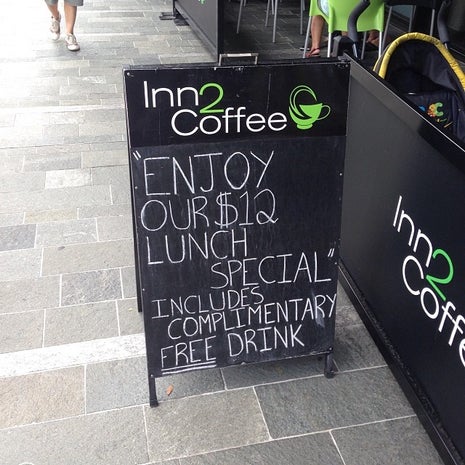 Inn2
Coffee
"ENJOY
OUR $12
LUNCH
SPECIAL"
INCLUDES
COMPLIMENTARY
FREE DRINK
Inn2
Coffe